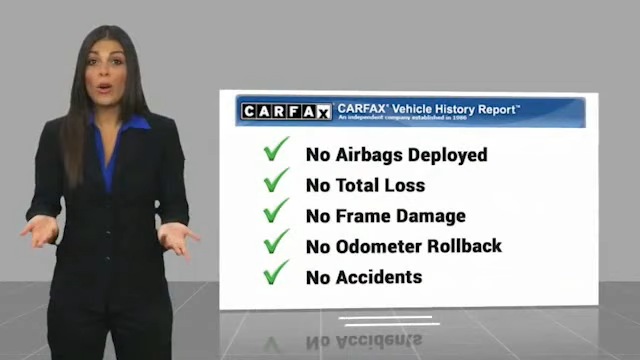 CARFAX CARFAX® Vehicle History Report™
An independent company established in 1986
No Airbags Deployed
No Total Loss
No Frame Damage
No Odometer Rollback
No Accidents